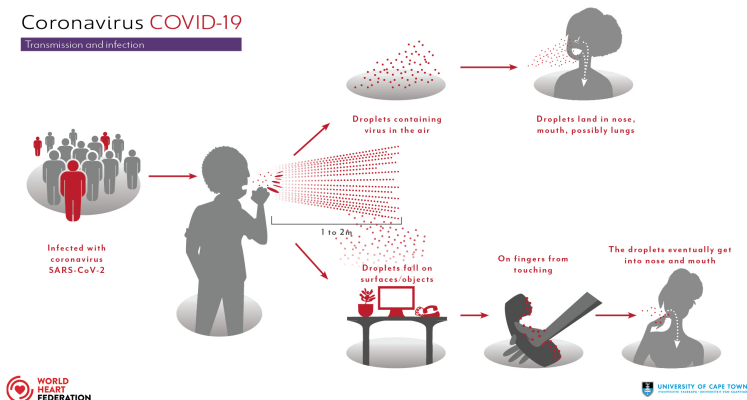 Coronavirus COVID-19
Transmission and infection
Droplets containing
virus in the air
Droplets land in nose,
mouth, possibly lungs
1 to 2m
Infected with
coronavirus
SARS-CoV-2
Droplets fall on
surfaces/objects
On fingers from
touching
The droplets eventually get
into nose and mouth
WORLD
HEART
FEDERATION
UNIVERSITY OF CAPE TOWN